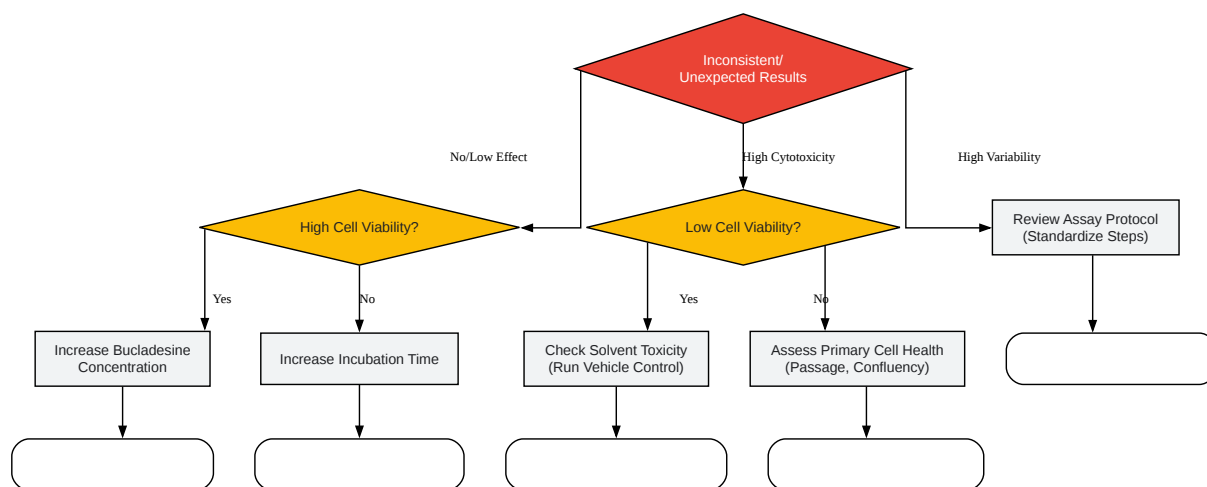 Inconsistent/
Unexpected Results
No/Low Effect
High Cytotoxicity
High Variability
High Cell Viability?
Low Cell Viability?
Review Assay Protocol
(Standardize Steps)
Yes
No
Yes
No
Increase Bucladesine
Concentration
Increase Incubation Time
Check Solvent Toxicity
(Run Vehicle Control)
Assess Primary Cell Health
(Passage, Confluency)